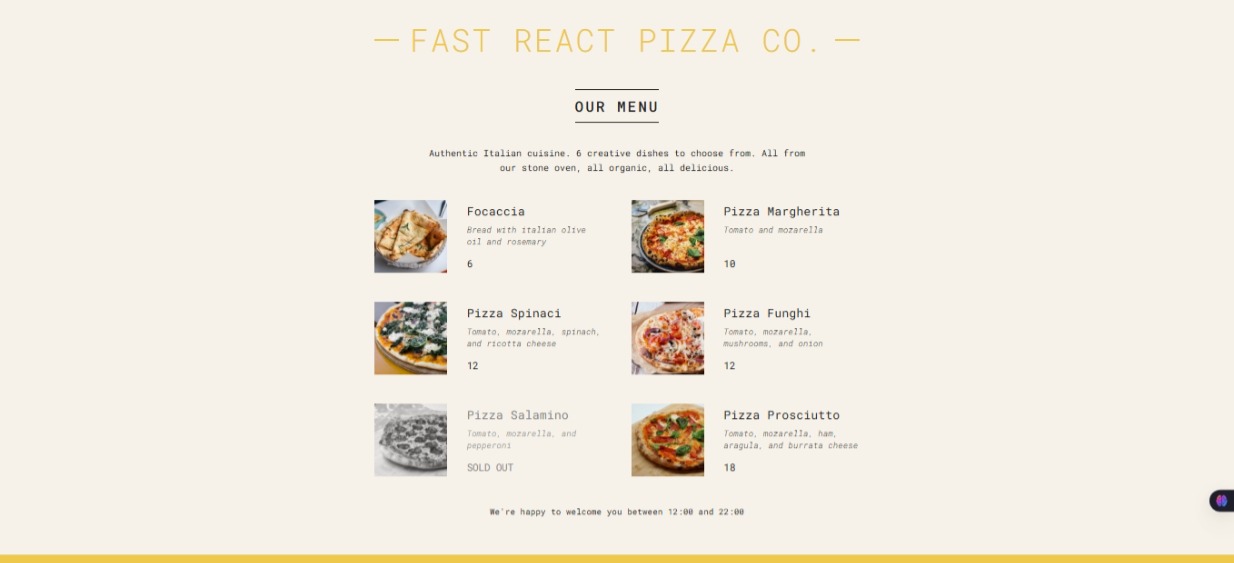 — FAST REACT PIZZA CO. —
OUR MENU
Authentic Italian cuisine. 6 creative dishes to choose from. All from
our stone oven, all organic, all delicious.
Focaccia
Bread with italian olive
oil and rosemary
6
Pizza Margherita
Tomato and mozarella
10
Pizza Spinaci
Tomato, mozarella, spinach,
and ricotta cheese
12
Pizza Funghi
Tomato, mozarella,
mushrooms, and onion
12
Pizza Salamino
Tomato, mozarella, and
pepperoni
SOLD OUT
Pizza Prosciutto
Tomato, mozarella, ham,
aragula, and burrata cheese
18
We're happy to welcome you between 12:00 and 22:00